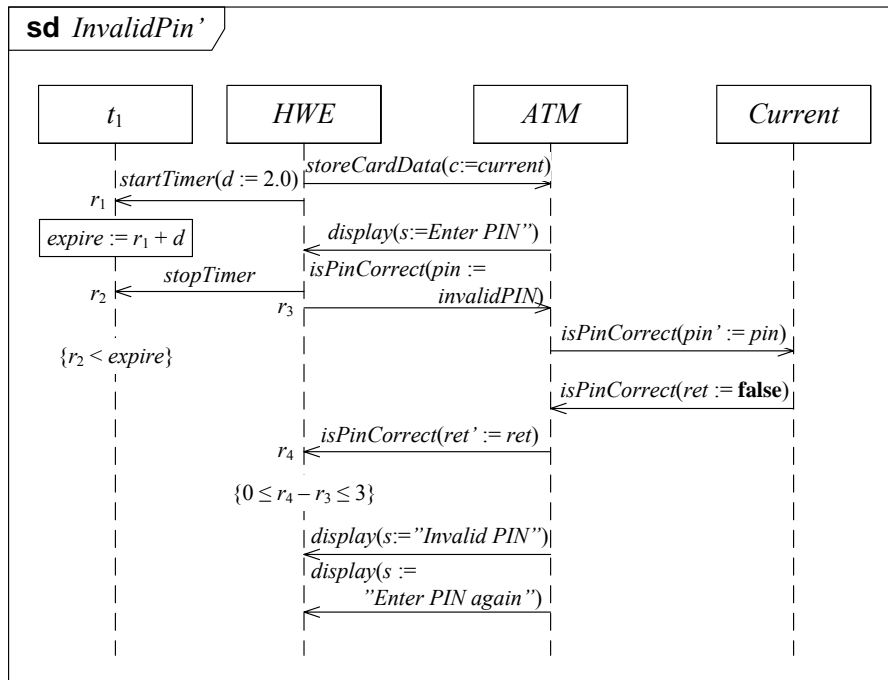 sd InvalidPin’
t1
HWE
ATM
Current
storeCardData(c:=current)
startTimer(d := 2.0)
r1
expire := r1 + d
display(s:=Enter PIN”)
stopTimer
isPinCorrect(pin :=
invalidPIN)
r2
r3
isPinCorrect(pin’ := pin)
{r2 < expire}
isPinCorrect(ret := false)
isPinCorrect(ret’ := ret)
r4
{0 ≤ r4 – r3 ≤ 3}
display(s:=”Invalid PIN”)
display(s :=
”Enter PIN again”)